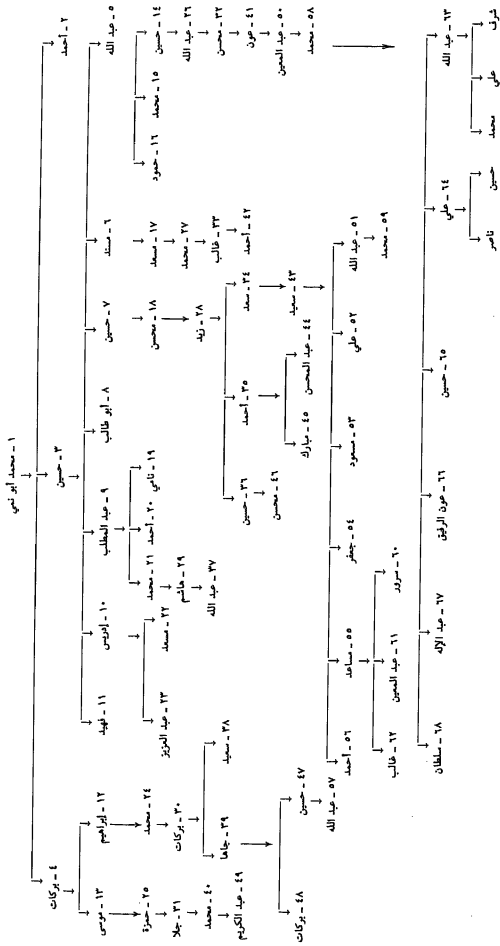 ١ - محمد أبو نمي
٢ - أحمد
٣ - حسين
٤ - بركات
٥ - عبد الله
٦ - مسند
٧ - حسين
٨ - أبو طالب
٩ - عبد المطلب
١٠ - إدريس
١١ - فهيد
١٢ - إبراهيم
١٣ - موسى
١٤ - حسين
١٥ - محمد
١٦ - حمود
١٧ - مسعد
١٨ - محسن
١٩ - نامي
٢٠ - أحمد
٢١ - محمد
٢٢ - مسعد
٢٣ - عبد العزيز
٢٤ - محمد
٢٥ - حمزة
٢٦ - عبد الله
٢٧ - محمد
٢٨ - زيد
٢٩ - هاشم
٣٠ - بركات
٣١ - جلا
٣٢ - محسن
٣٣ - غالب
٣٤ - سعد
٣٥ - أحمد
٣٦ - حسين
٣٧ - عبد الله
٣٨ - سعيد
٣٩ - جاها
٤٠ - محمد
٤١ - عون
٤٢ - أحمد
٤٣ - سعيد
٤٤ - عبد المحسن
٤٥ - مبارك
٤٦ - محسن
٤٧ - حسين
٤٨ - بركات
٤٩ - عبد الكريم
٥٠ - عبد المعين
٥١ - عبد الله
٥٢ - علي
٥٣ - مسعود
٥٤ - جعفر
٥٥ - مساعد
٥٦ - أحمد
٥٧ - عبد الله
٥٨ - محمد
٥٩ - محمد
٦٠ - سرور
٦١ - عبد المعين
٦٢ - غالب
٦٣ - عبد الله
٦٤ - علي
٦٥ - حسين
٦٦ - عون الرفيق
٦٧ - عبد الإله
٦٨ - سلطان
شرف
علي
محمد
حسين
ناصر